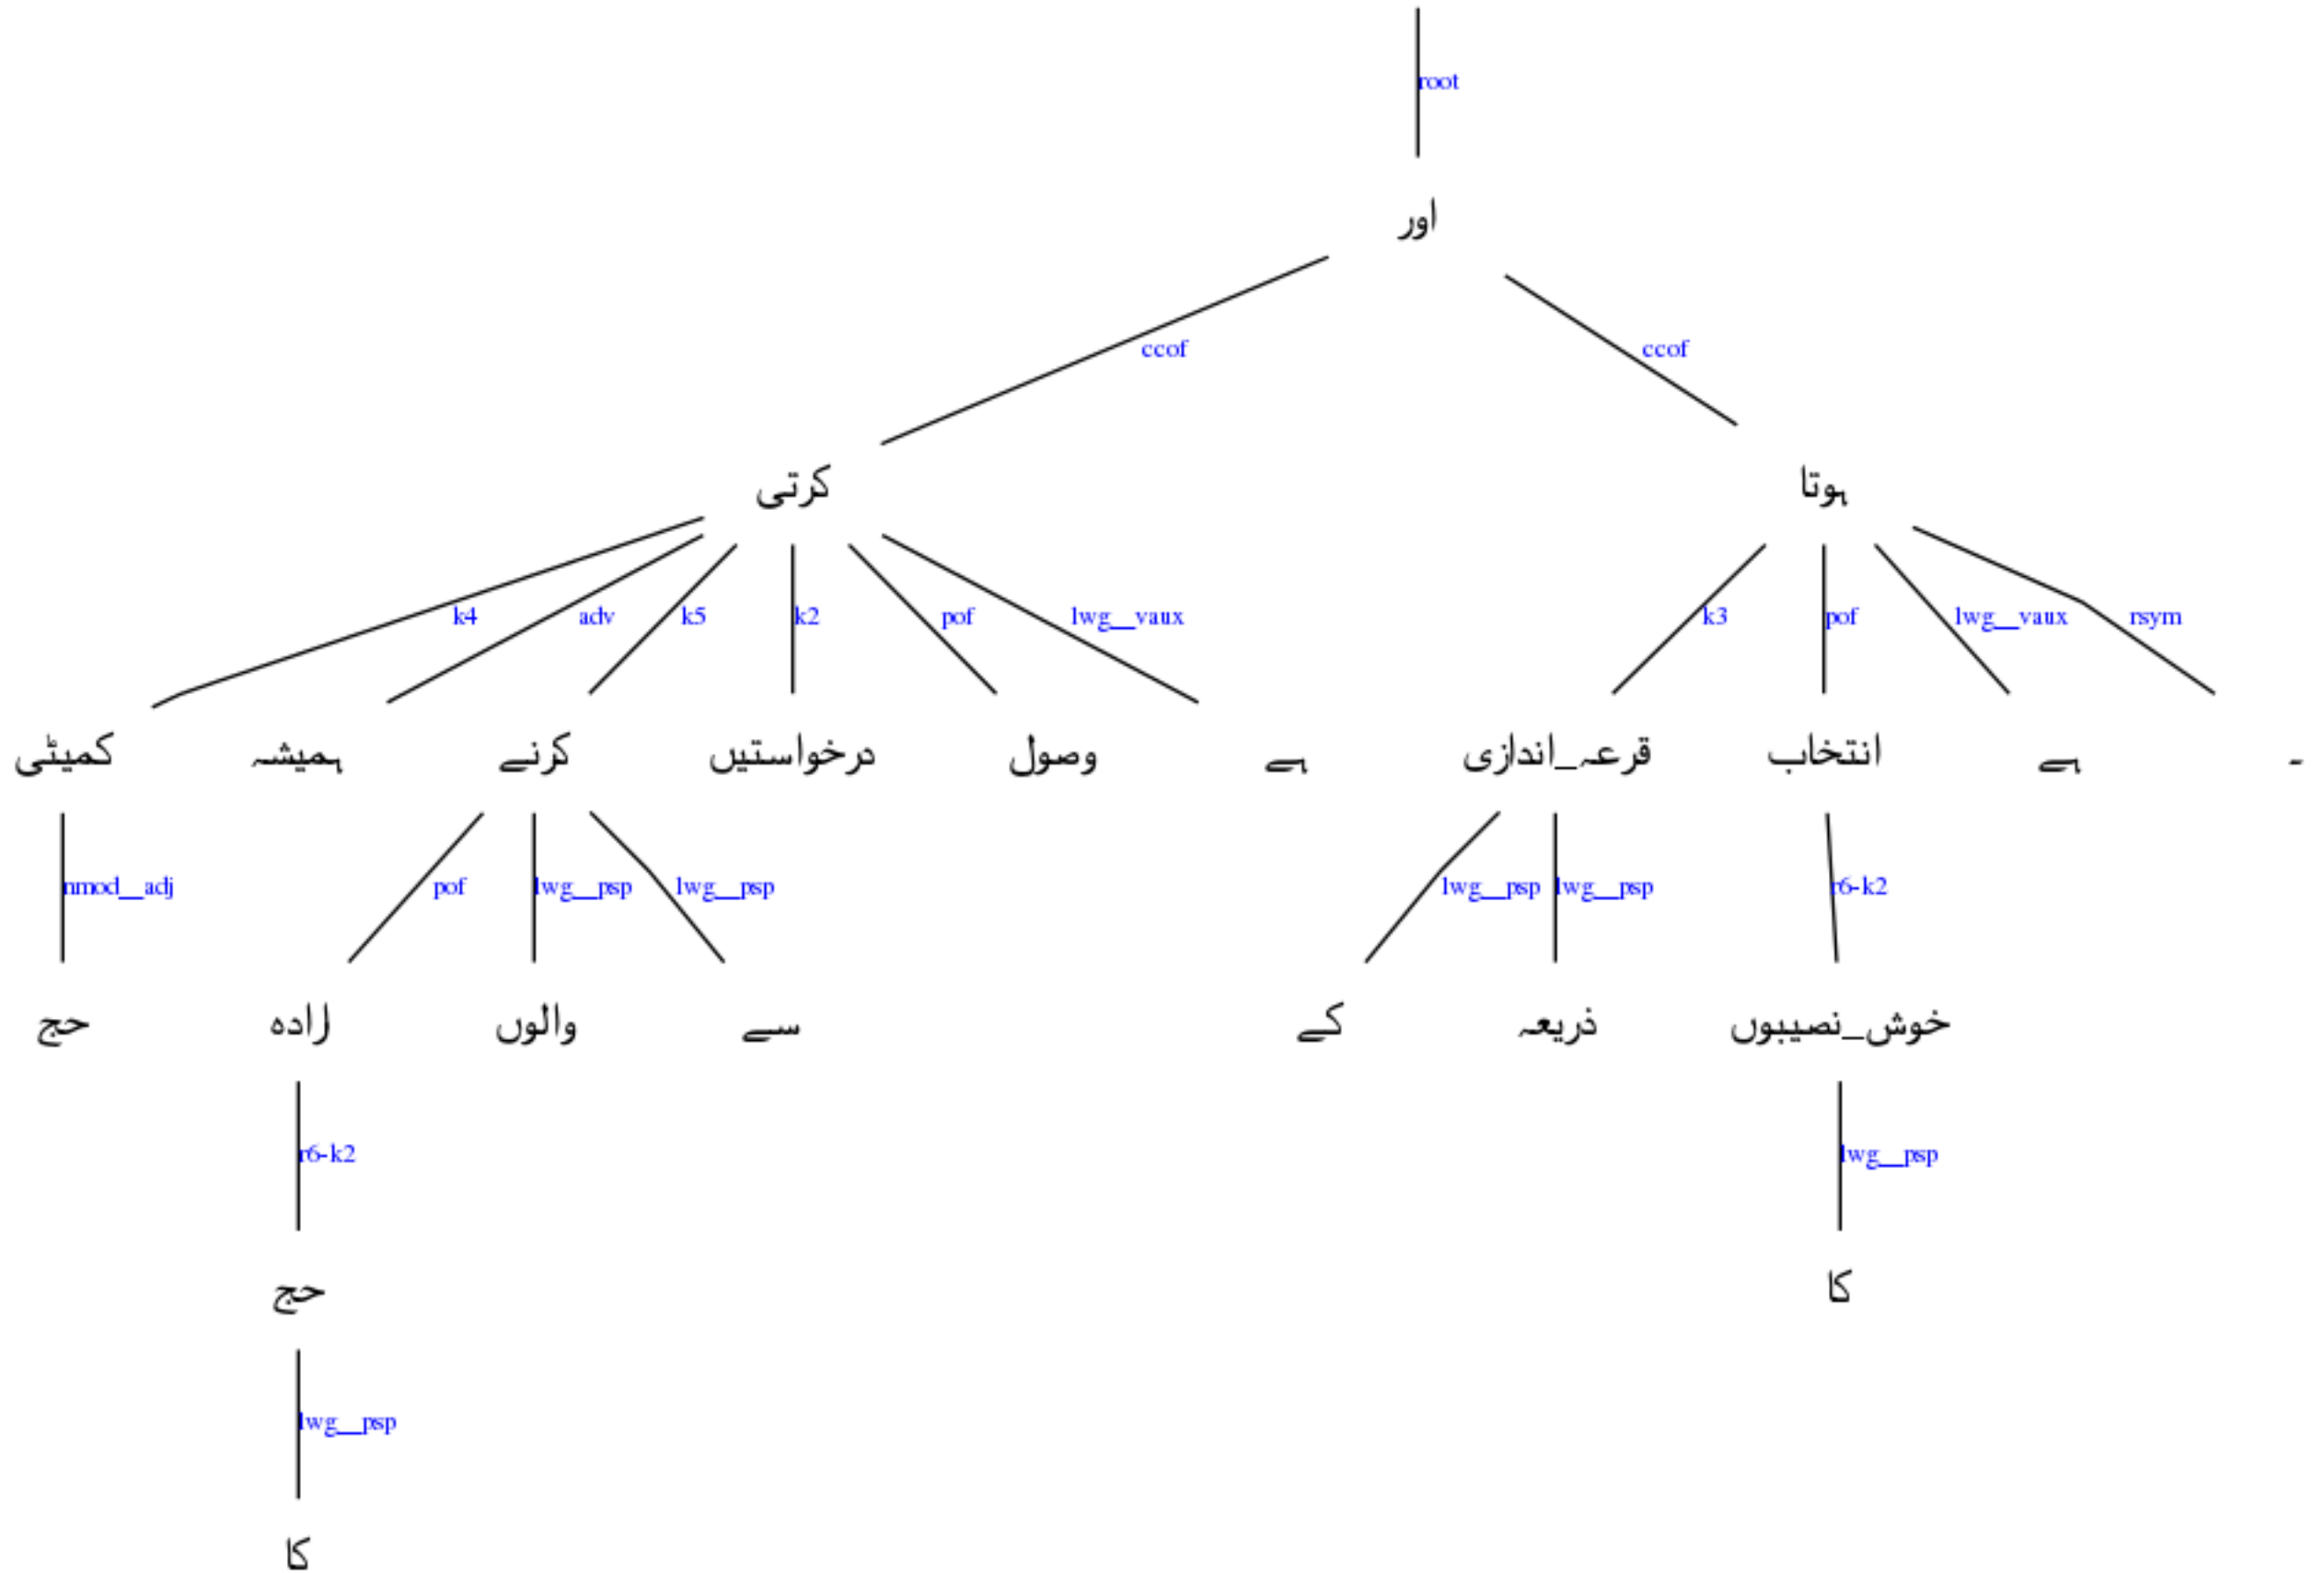 root
اور
ccof ccof
کرتی ہوتا
k4 adv k5 k2 pof lwg__vaux k3 pof lwg__vaux rsym
کمیٹی ہمیشہ کرنے درخواستیں وصول ہے قرعہ_اندازی انتخاب ہے ۔
nmod__adj pof lwg__psp lwg__psp lwg__psp lwg__psp r6-k2
حج ارادہ والوں سے کے ذریعہ خوش_نصیبوں
r6-k2 lwg__psp
حج کا
lwg__psp
کا